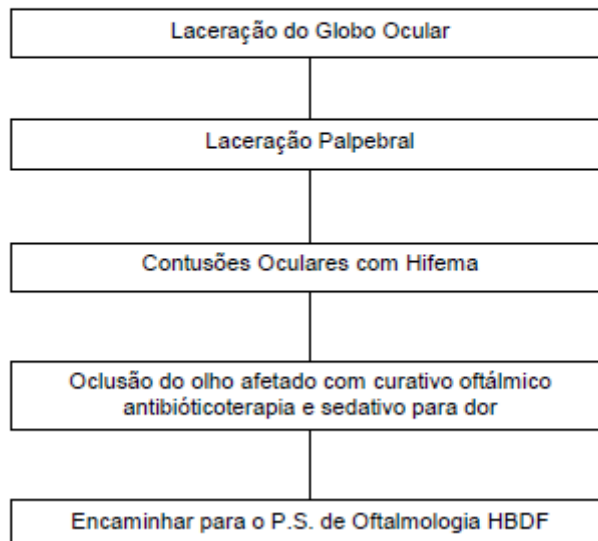 Laceração do Globo Ocular
Laceração Palpebral
Contusões Oculares com Hifema
Oclusão do olho afetado com curativo oftálmico
antibióticoterapia e sedativo para dor
Encaminhar para o P.S. de Oftalmologia HBDF